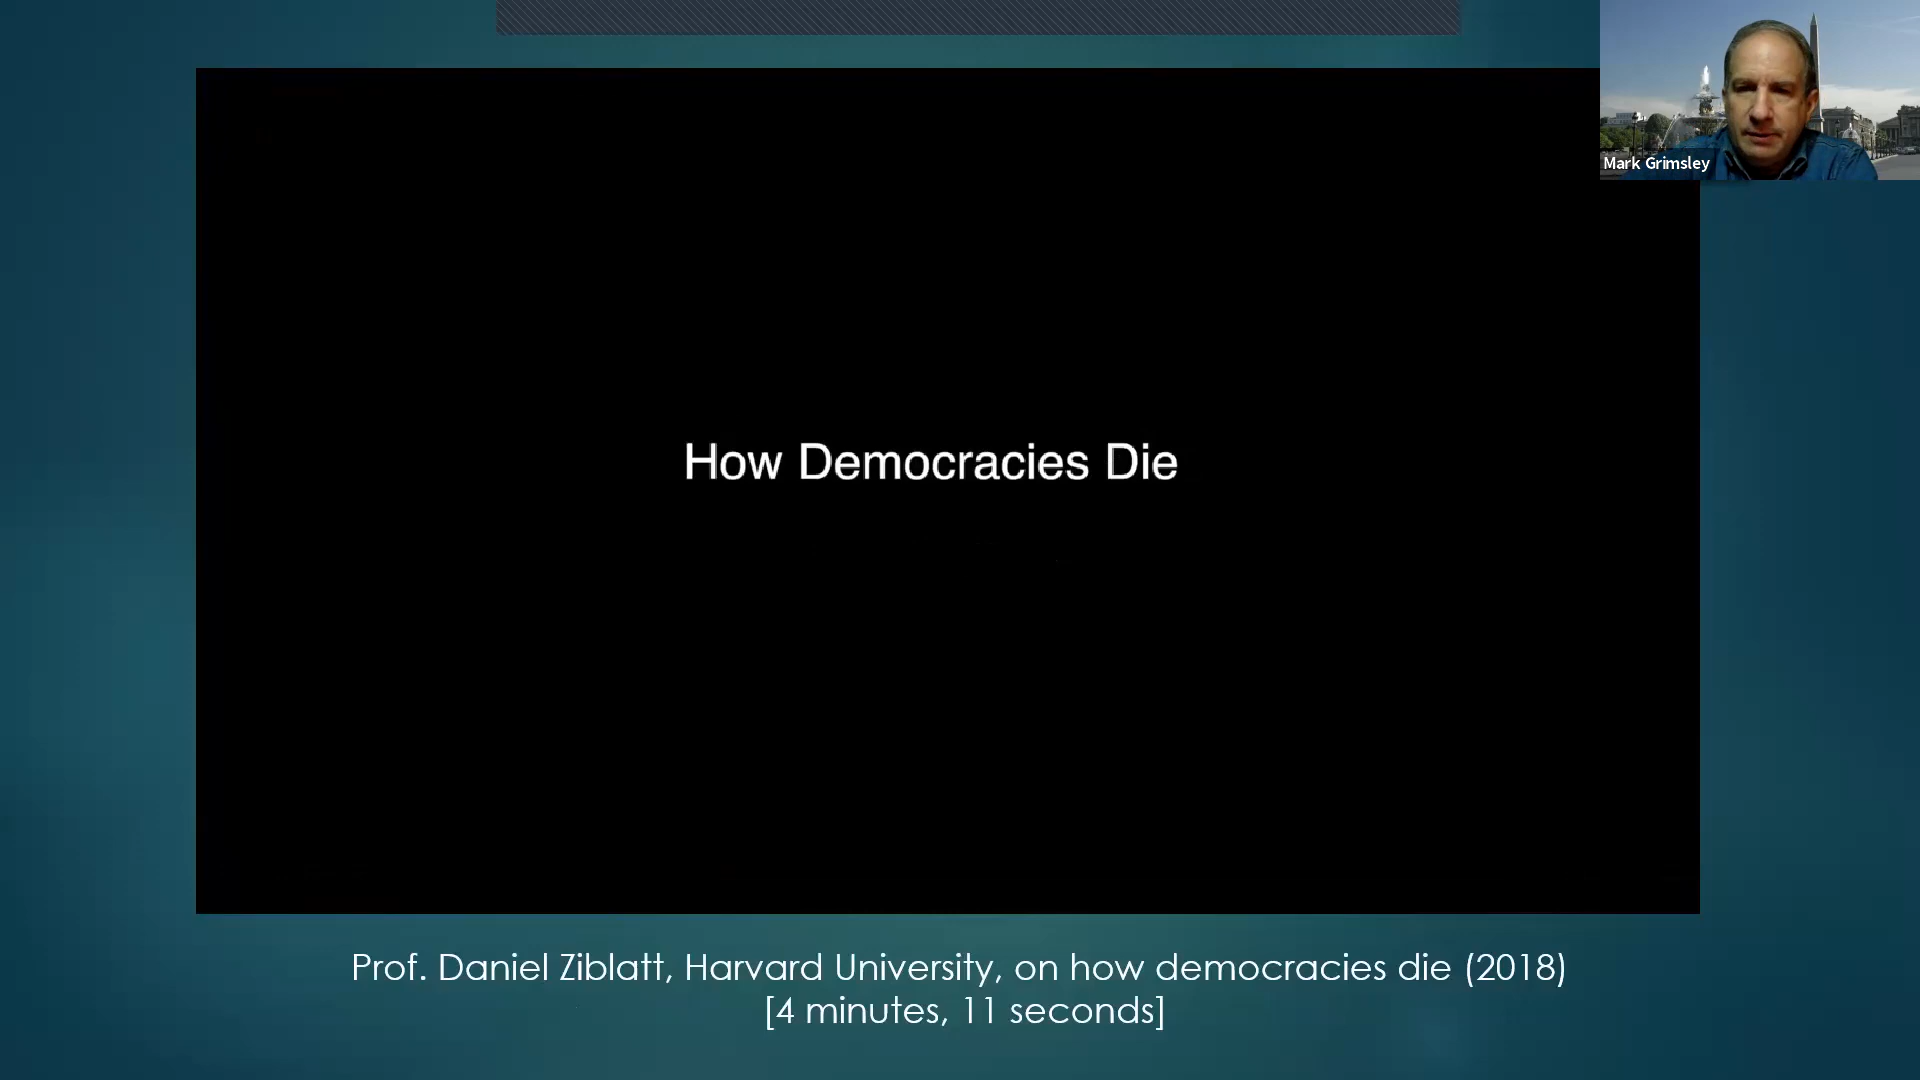 Mark Grimsley
How Democracies Die
Prof. Daniel Ziblatt, Harvard University, on how democracies die (2018)
[4 minutes, 11 seconds]